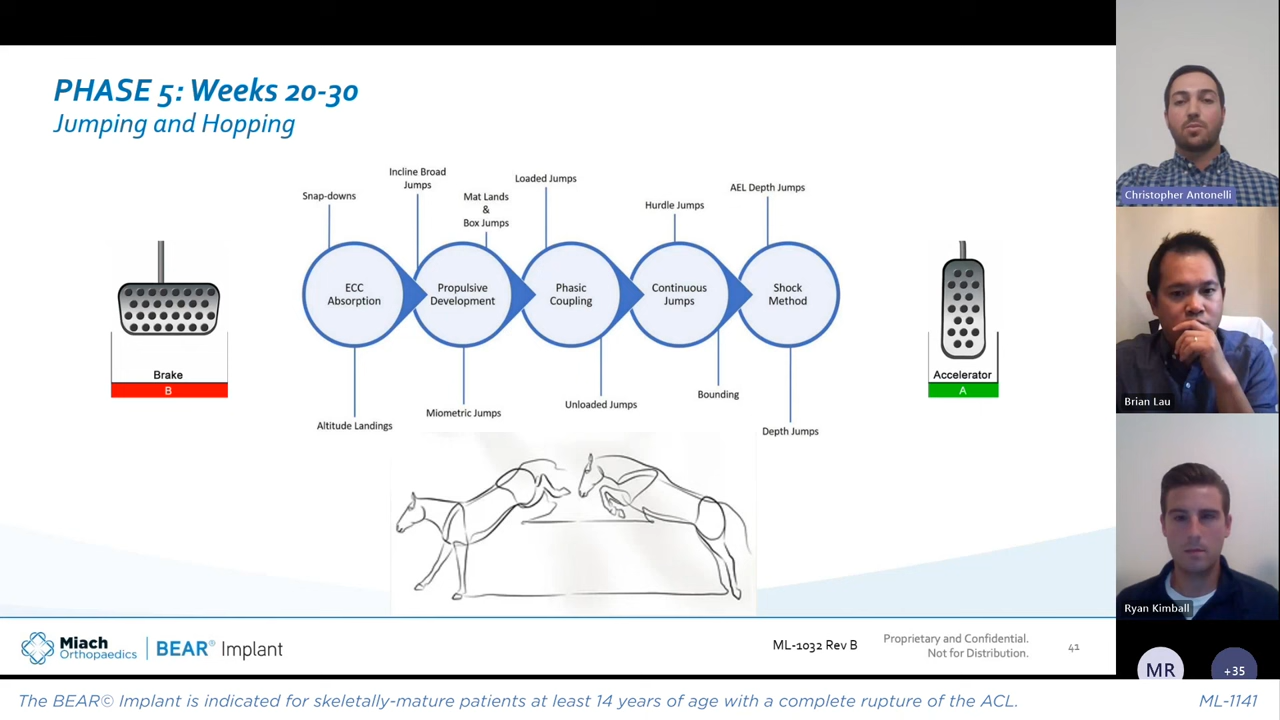 PHASE 5: Weeks 20-30
Jumping and Hopping
Snap-downs
Incline Broad
Jumps
Mat Lands
&
Box Jumps
Loaded Jumps
Hurdle Jumps
AEL Depth Jumps
ECC
Absorption
Propulsive
Development
Phasic
Coupling
Continuous
Jumps
Shock
Method
Brake
B
Accelerator
A
Altitude Landings
Miometric Jumps
Unloaded Jumps
Bounding
Depth Jumps
Miach
Orthopaedics
BEAR® Implant
ML-1032 Rev B
Proprietary and Confidential.
Not for Distribution.
41
Christopher Antonelli
Brian Lau
Ryan Kimball
MR
+35
The BEAR© Implant is indicated for skeletally-mature patients at least 14 years of age with a complete rupture of the ACL.
ML-1141